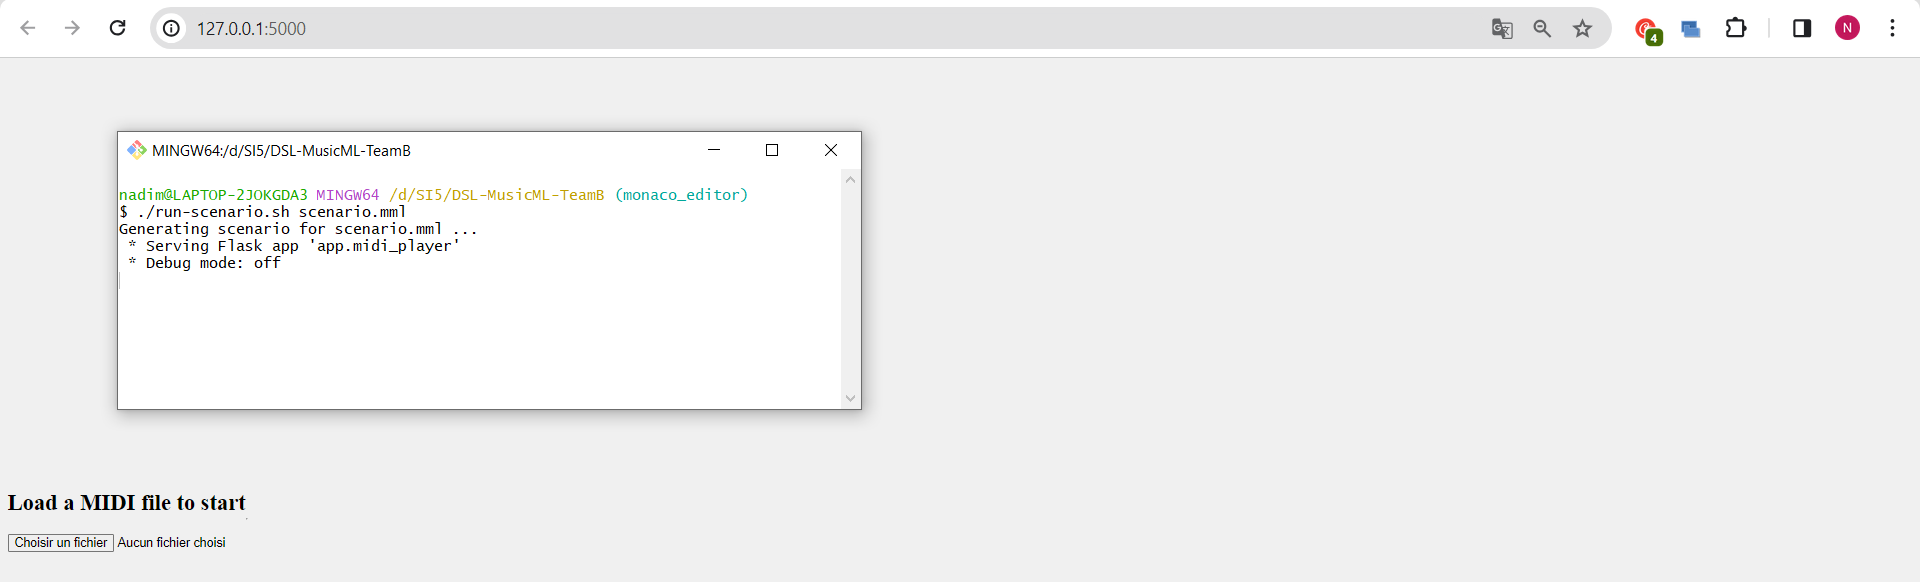 127.0.0.1:5000
4
N
MINGW64:/d/SI5/DSL-MusicML-TeamB
nadim@LAPTOP-2JOKGDA3 MINGW64 /d/SI5/DSL-MusicML-TeamB (monaco_editor)
$ ./run-scenario.sh scenario.mml
Generating scenario for scenario.mml ...
* Serving Flask app 'app.midi_player'
* Debug mode: off
Load a MIDI file to start
Choisir un fichier Aucun fichier choisi